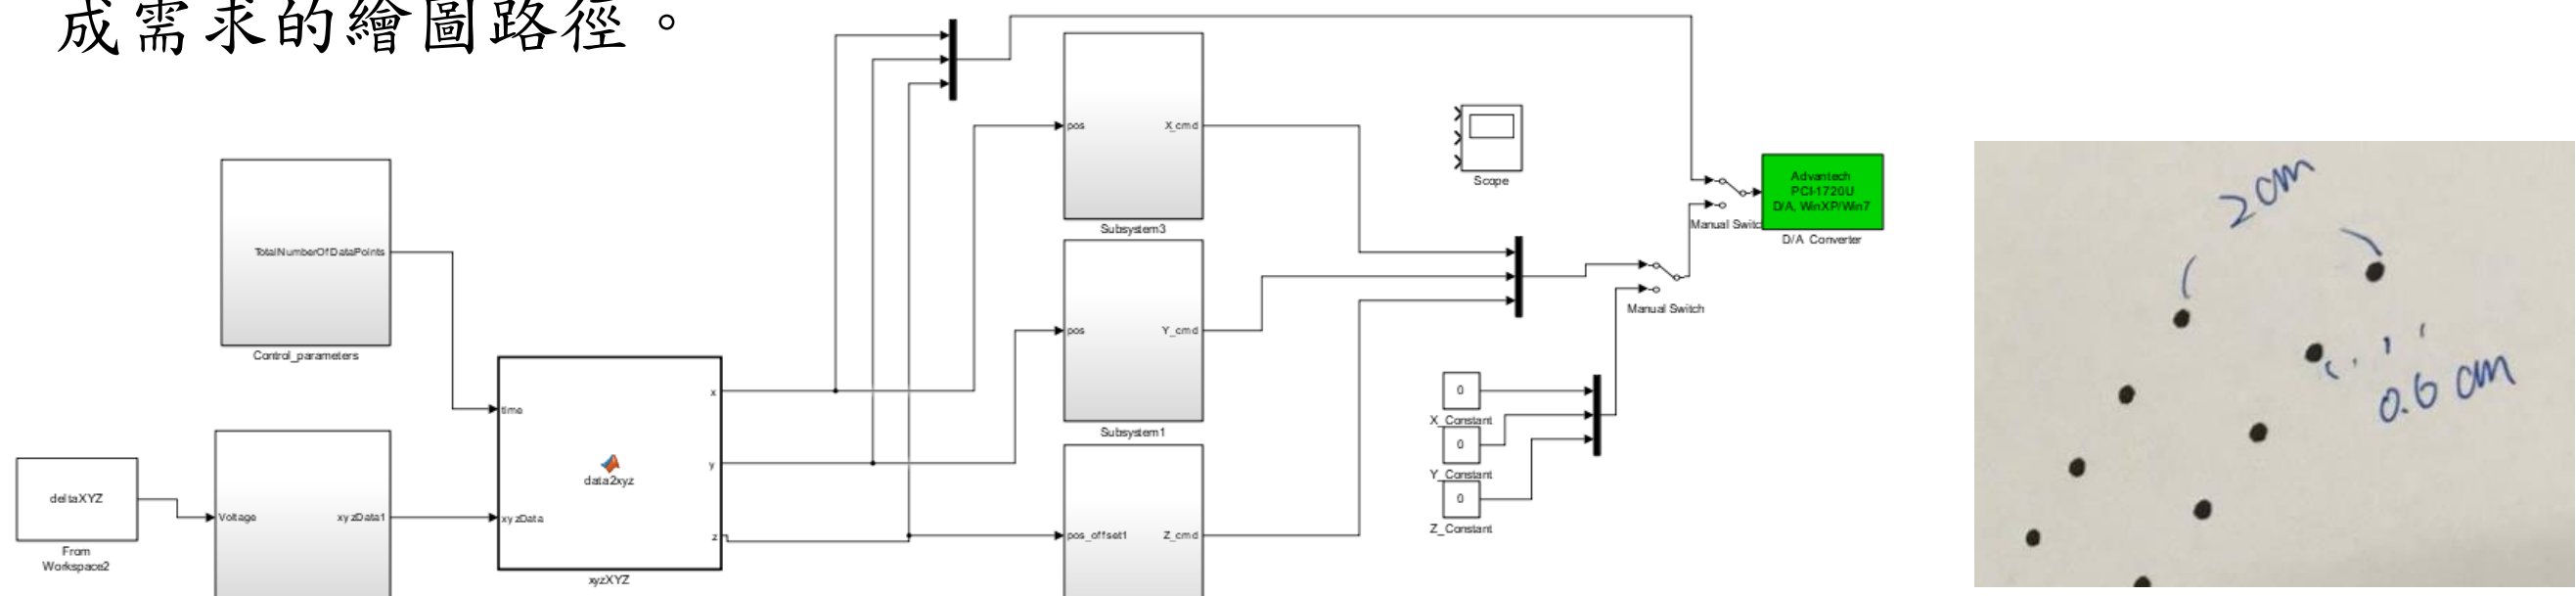 成需求的繪圖路徑。
pos
X_cmd
Subsystem3
Scope
Advantech
PCI-1720U
D/A, WinXP/Win7
Manual Switc
D/A Converter
TotalNumberOfDataPoints
Control_parameters
pos
Y_cmd
Subsystem1
Manual Switch
time
xyzData
data2xyz
x
y
z
xyzXYZ
deltaXYZ
From
Workspace2
Voltage
xyzData1
pos_offset1
Z_cmd
0
X_Constant
0
Y_Constant
0
Z_Constant
2cm
0.6 cm